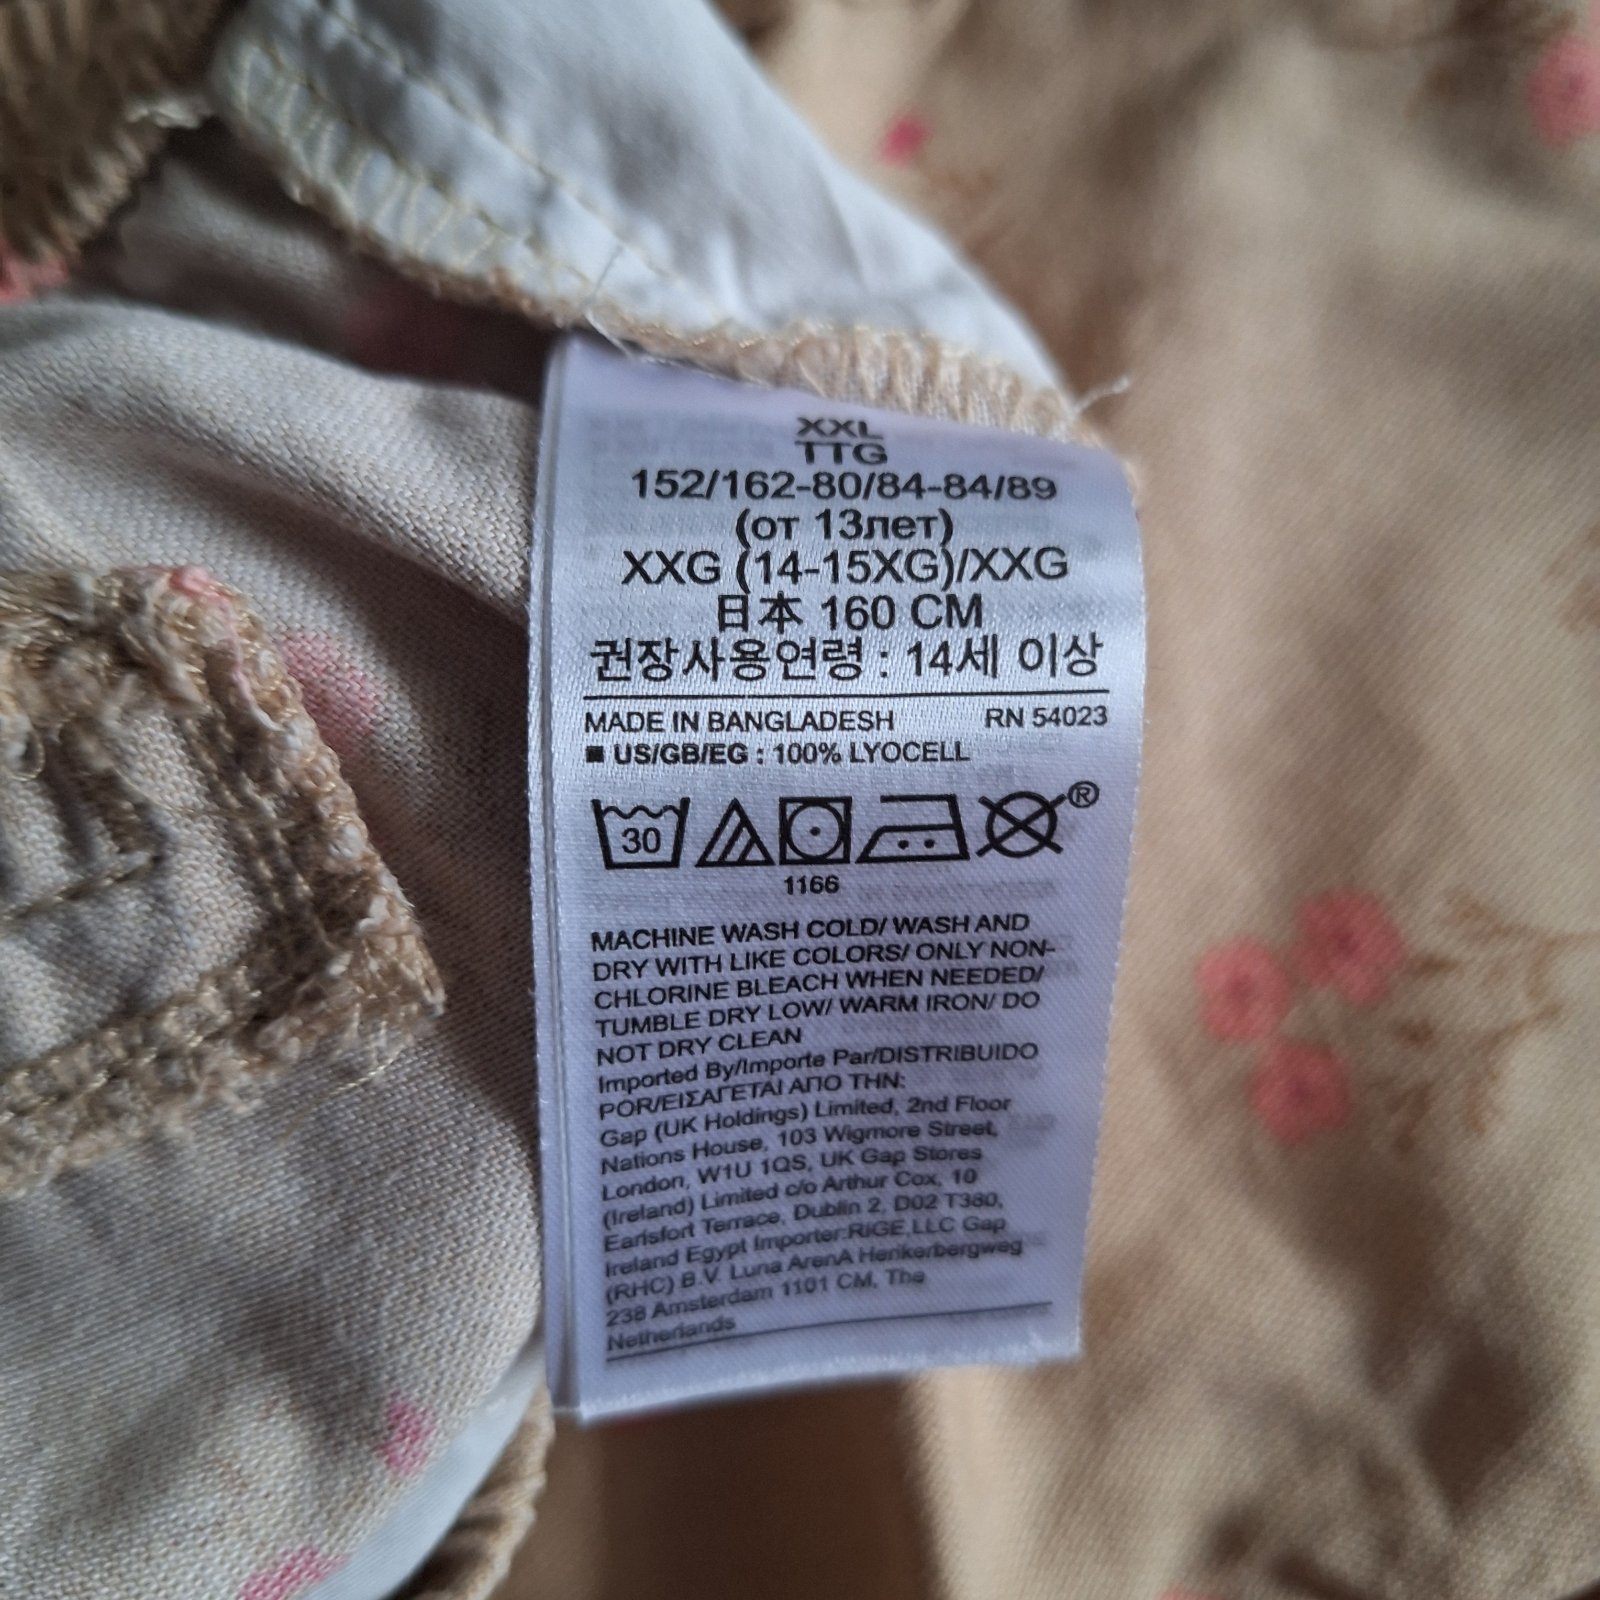 XXL
TTG
152/162-80/84-84/89
(от 13лет)
XXG (14-15XG)/XXG
日本 160 CM
권장사용연령 : 14세 이상
MADE IN BANGLADESH RN 54023
■ US/GB/EG : 100% LYOCELL
30
®
1166
MACHINE WASH COLD/ WASH AND
DRY WITH LIKE COLORS/ ONLY NON-
CHLORINE BLEACH WHEN NEEDED/
TUMBLE DRY LOW/ WARM IRON/ DO
NOT DRY CLEAN
Imported By/Importe Par/DISTRIBUIDO
POR/ΕΙΣΑΓΕΤΑΙ ΑΠΟ ΤΗΝ:
Gap (UK Holdings) Limited, 2nd Floor
Nations House, 103 Wigmore Street,
London, W1U 1QS, UK Gap Stores
(Ireland) Limited c/o Arthur Cox, 10
Earlsfort Terrace, Dublin 2, D02 T380,
Ireland Egypt Importer:RIGE,LLC Gap
(RHC) B.V. Luna ArenA Herikerbergweg
238 Amsterdam 1101 CM, The
Netherlands